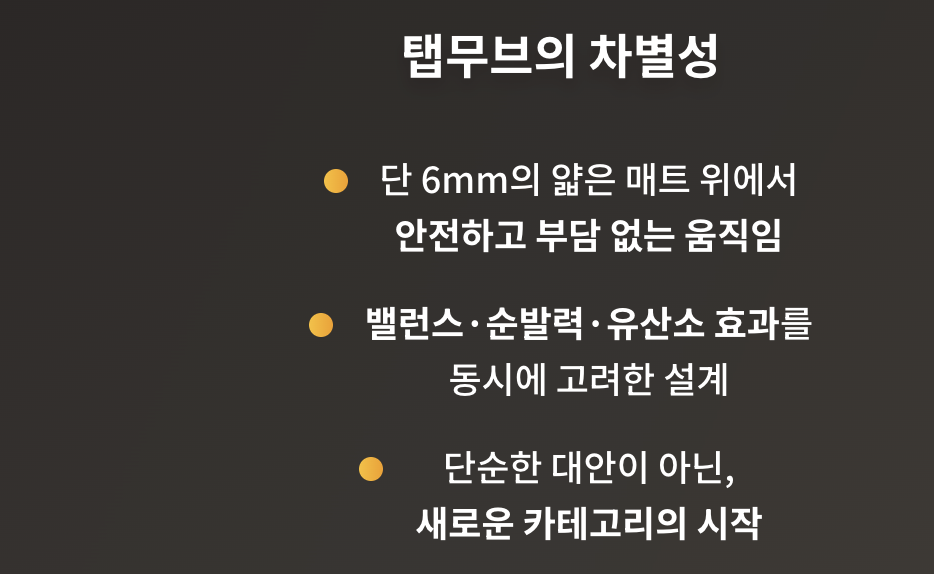 탭무브의 차별성
단 6mm의 얇은 매트 위에서
안전하고 부담 없는 움직임
밸런스·순발력·유산소 효과를
동시에 고려한 설계
단순한 대안이 아닌,
새로운 카테고리의 시작